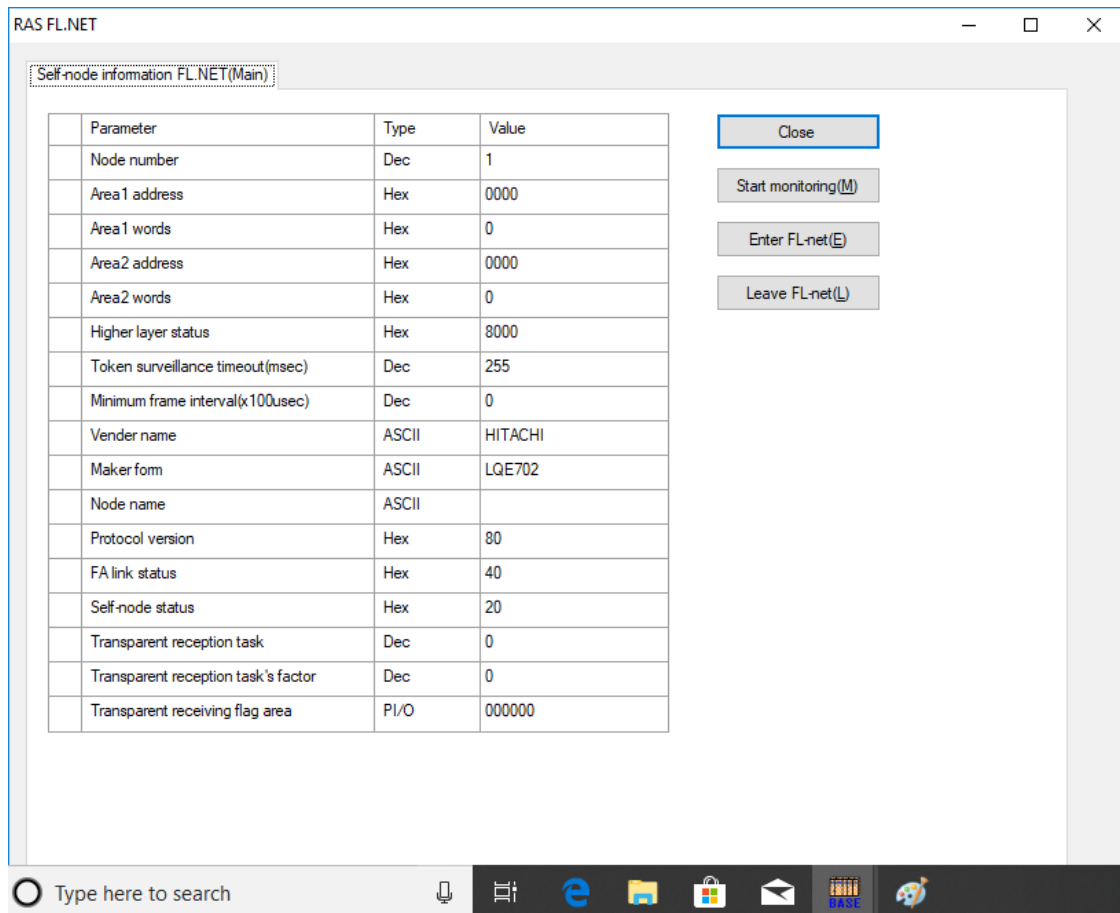 RAS FL.NET
Self-node information FL.NET(Main)
Parameter Type Value
Node number Dec 1
Area1 address Hex 0000
Area1 words Hex 0
Area2 address Hex 0000
Area2 words Hex 0
Higher layer status Hex 8000
Token surveillance timeout(msec) Dec 255
Minimum frame interval(x100usec) Dec 0
Vender name ASCII HITACHI
Maker form ASCII LQE702
Node name ASCII
Protocol version Hex 80
FA link status Hex 40
Self-node status Hex 20
Transparent reception task Dec 0
Transparent reception task's factor Dec 0
Transparent receiving flag area PI/O 000000
Close
Start monitoring(M)
Enter FL-net(E)
Leave FL-net(L)
Type here to search
BASE